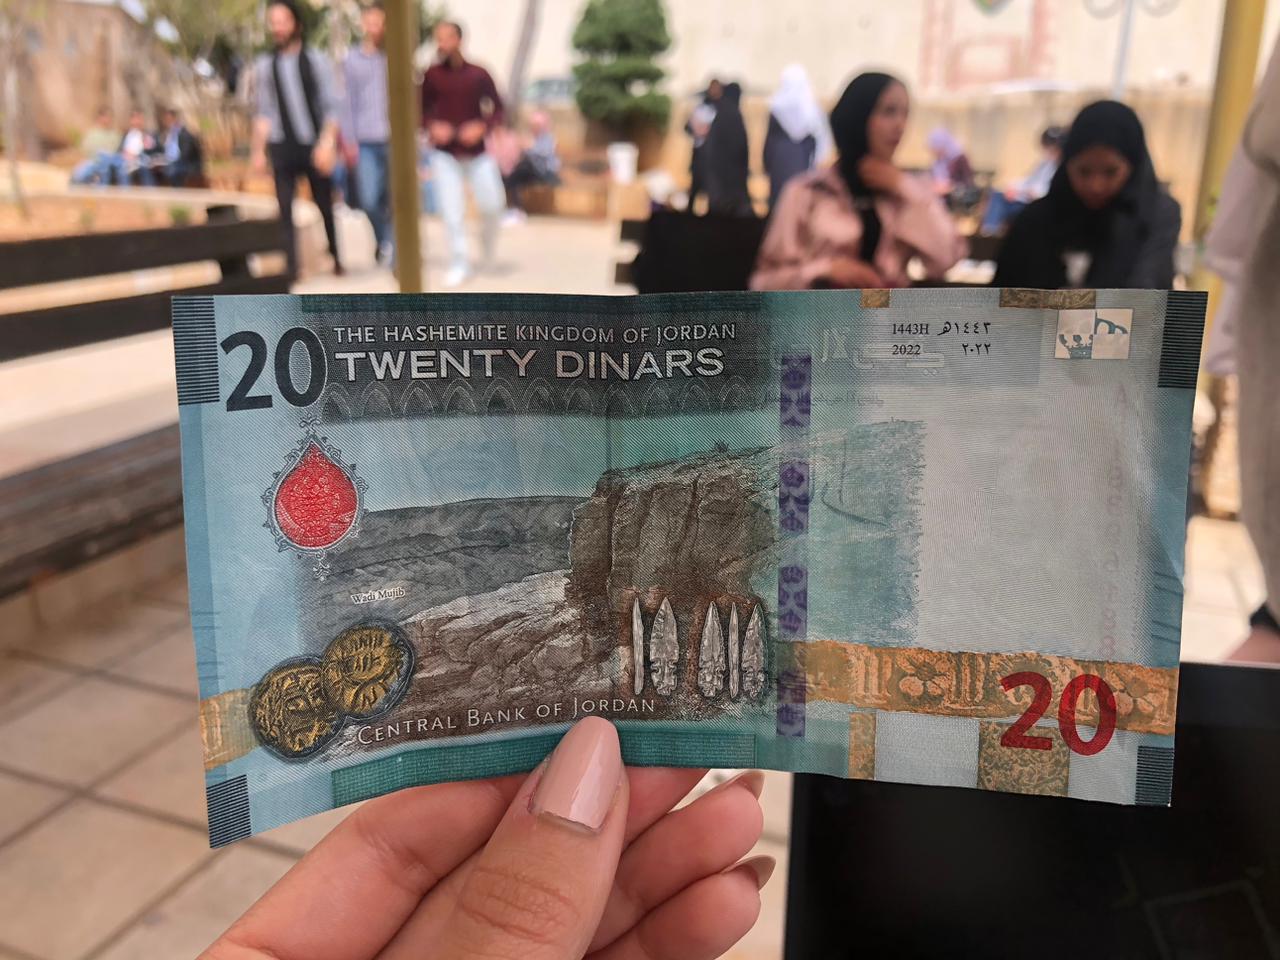 20
THE HASHEMITE KINGDOM OF JORDAN
TWENTY DINARS
1443H ١٤٤٣هـ
2022 ٢٠٢٢
Wadi Mujib
CENTRAL BANK OF JORDAN
20